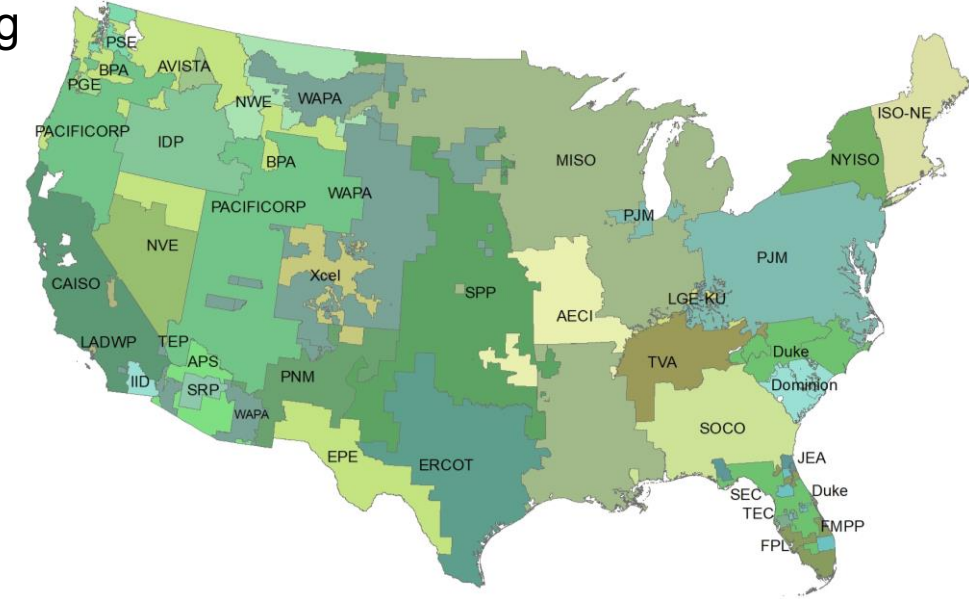 g
PSE
BPA
PGE
AVISTA
NWE
WAPA
PACIFICORP
IDP
BPA
WAPA
PACIFICORP
NVE
CAISO
LADWP
TEP
APS
IID
SRP
WAPA
PNM
Xcel
EPE
ERCOT
SPP
MISO
AECI
PJM
PJM
LGE-KU
TVA
NYISO
ISO-NE
Duke
Dominion
SOCO
JEA
SEC
Duke
TEC
FMPP
FPL